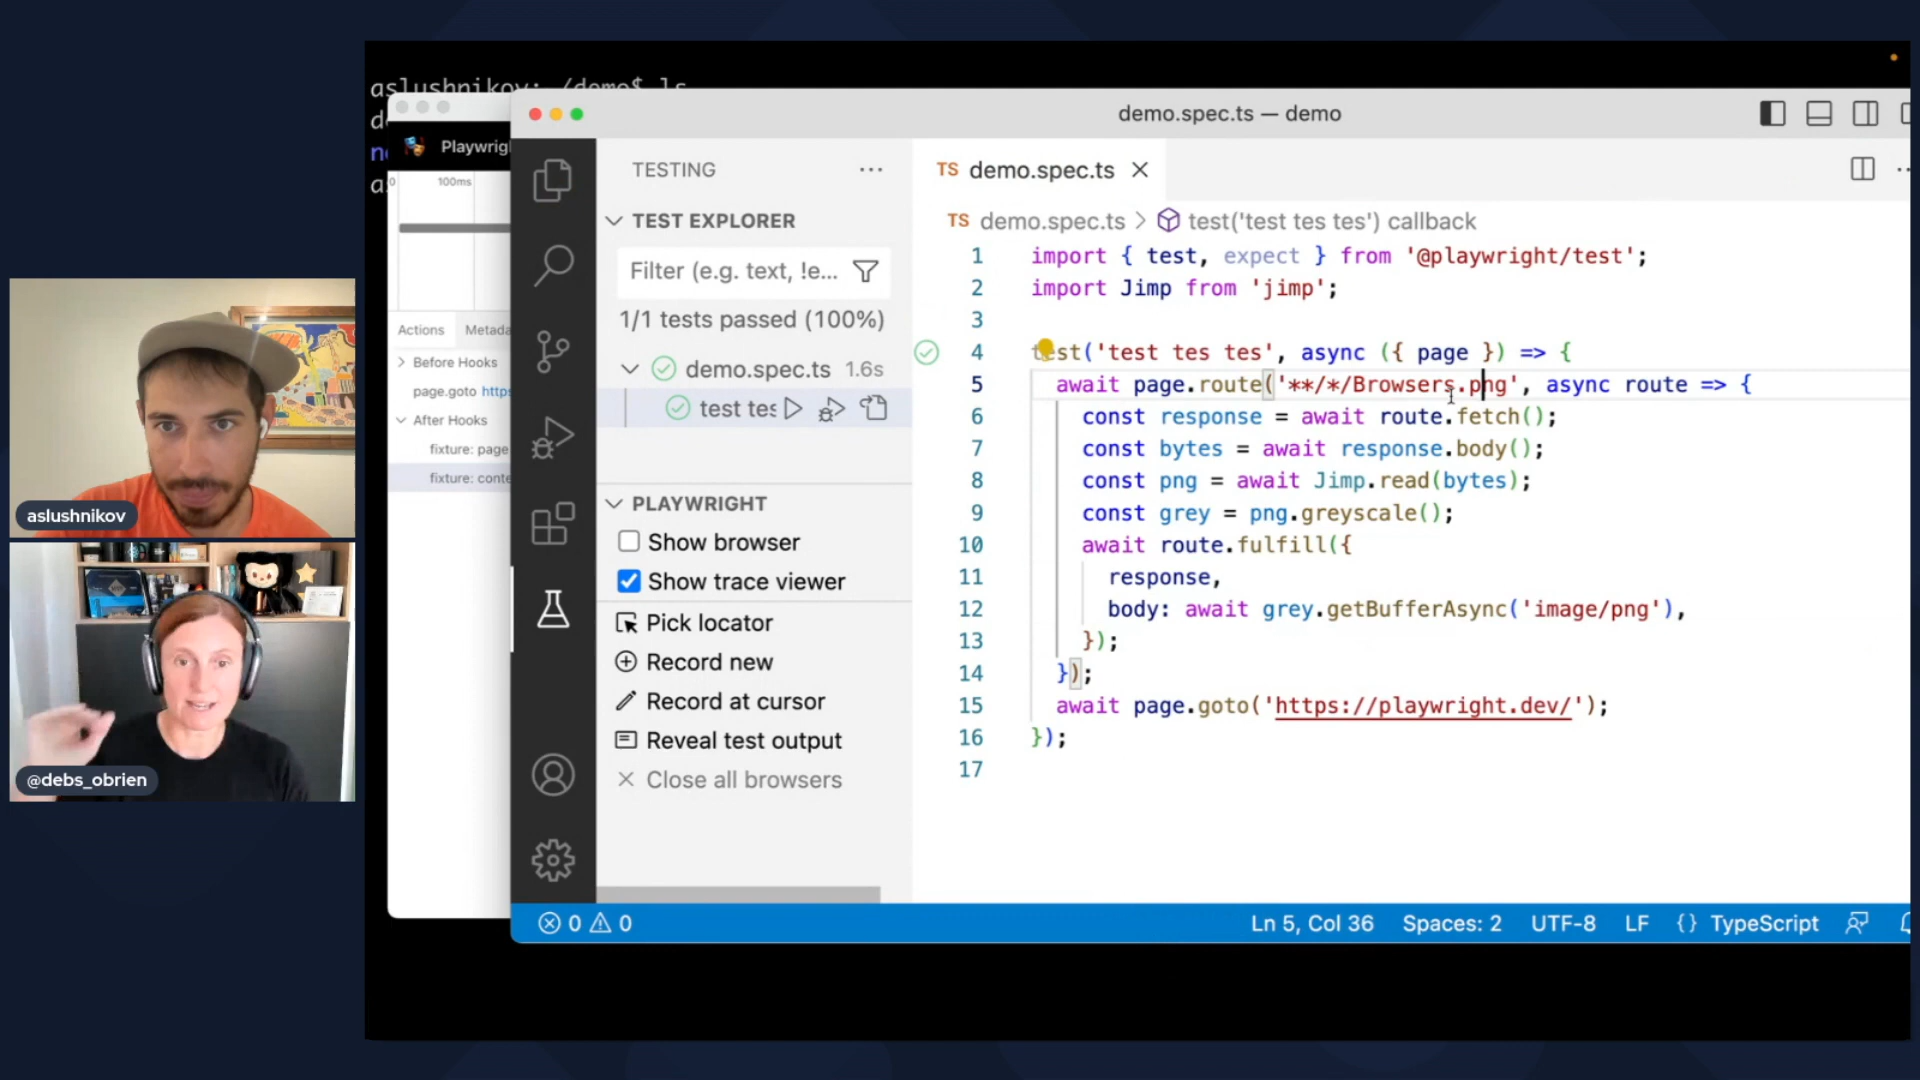 aslushnikov: /demo$ ls
Playwrig
100ms
Actions Metada
Before Hooks
page.goto https
After Hooks
fixture: page
fixture: conte
aslushnikov
@debs_obrien
demo.spec.ts — demo
TESTING
TEST EXPLORER
Filter (e.g. text, !e...
1/1 tests passed (100%)
demo.spec.ts 1.6s
test tes
PLAYWRIGHT
Show browser
Show trace viewer
Pick locator
Record new
Record at cursor
Reveal test output
Close all browsers
TS demo.spec.ts
TS demo.spec.ts > test('test tes tes') callback
1 import { test, expect } from '@playwright/test';
2 import Jimp from 'jimp';
3
4 test('test tes tes', async ({ page }) => {
5 await page.route('**/*/Browsers.png', async route => {
6 const response = await route.fetch();
7 const bytes = await response.body();
8 const png = await Jimp.read(bytes);
9 const grey = png.greyscale();
10 await route.fulfill({
11 response,
12 body: await grey.getBufferAsync('image/png'),
13 });
14 });
15 await page.goto('https://playwright.dev/');
16 });
17
0 0 Ln 5, Col 36 Spaces: 2 UTF-8 LF {} TypeScript